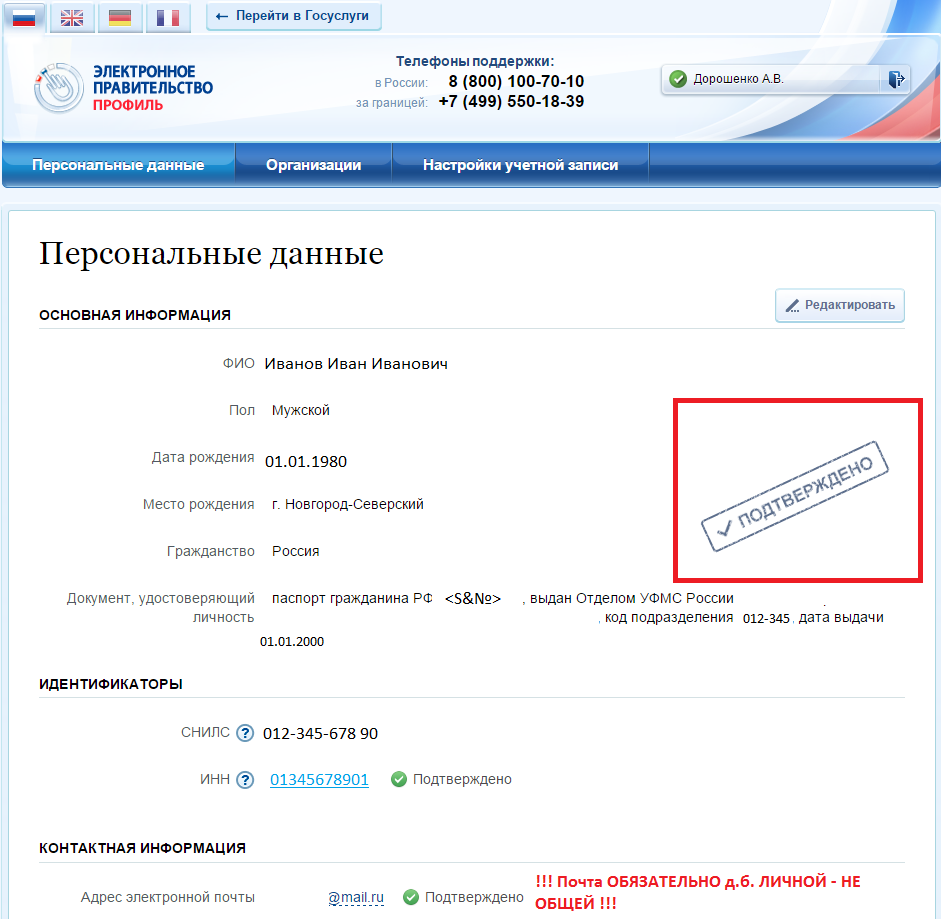 ← Перейти в Госуслуги
ЭЛЕКТРОННОЕ
ПРАВИТЕЛЬСТВО
ПРОФИЛЬ
Телефоны поддержки:
в России: 8 (800) 100-70-10
за границей: +7 (499) 550-18-39
Дорошенко А.В.
Персональные данные Организации Настройки учетной записи
Персональные данные
ОСНОВНАЯ ИНФОРМАЦИЯ
Редактировать
ФИО Иванов Иван Иванович
Пол Мужской
Дата рождения 01.01.1980
Место рождения г. Новгород-Северский
Гражданство Россия
ПОДТВЕРЖДЕНО
Документ, удостоверяющий паспорт гражданина РФ <S&№> , выдан Отделом УФМС России
личность , код подразделения 012-345 , дата выдачи
01.01.2000
ИДЕНТИФИКАТОРЫ
СНИЛС ? 012-345-678 90
ИНН ? 01345678901 Подтверждено
КОНТАКТНАЯ ИНФОРМАЦИЯ
Адрес электронной почты @mail.ru Подтверждено
!!! Почта ОБЯЗАТЕЛЬНО д.б. ЛИЧНОЙ - НЕ
ОБЩЕЙ !!!